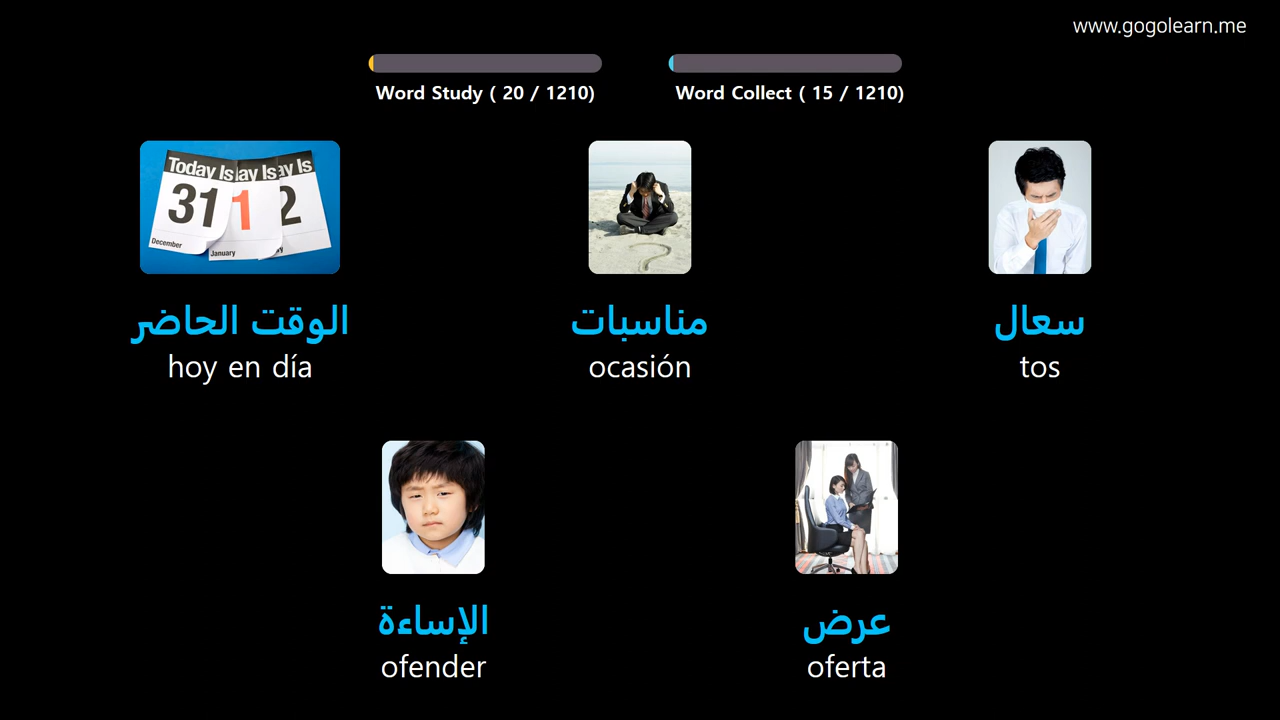 www.gogolearn.me
Word Study ( 20 / 1210)
Word Collect ( 15 / 1210)
Today Is
ay Is
ay Is
31
1
2
December
January
الوقت الحاضر
hoy en día
مناسبات
ocasión
?
سعال
tos
الإساءة
ofender
عرض
oferta